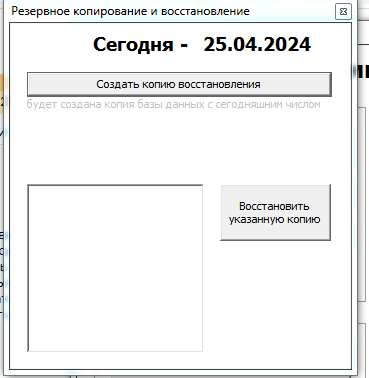 Резервное копирование и восстановление
Сегодня - 25.04.2024
Создать копию восстановления
будет создана копия базы данных с сегодняшним числом
Восстановить
указанную копию